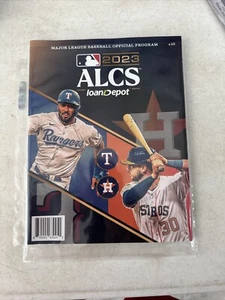 MAJOR LEAGUE BASEBALL OFFICIAL PROGRAM
2023
ALCS
loanDepot
Rangers
T
H
STROS
30